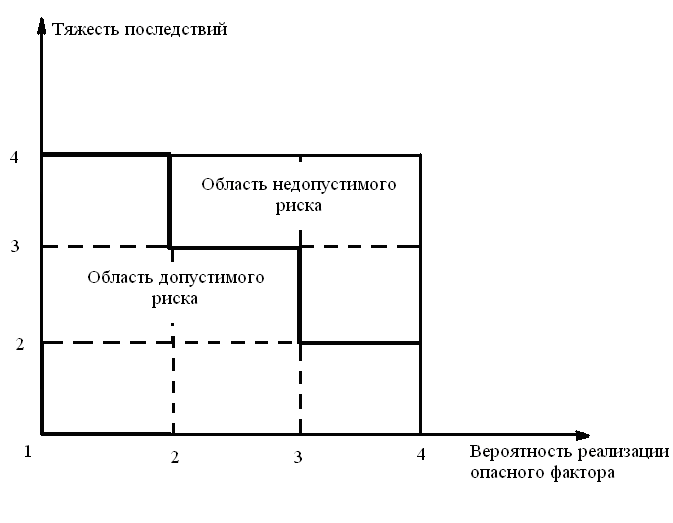 Тяжесть последствий
4
Область недопустимого
риска
3
Область допустимого
риска
2
1
2
3
4
Вероятность реализации
опасного фактора